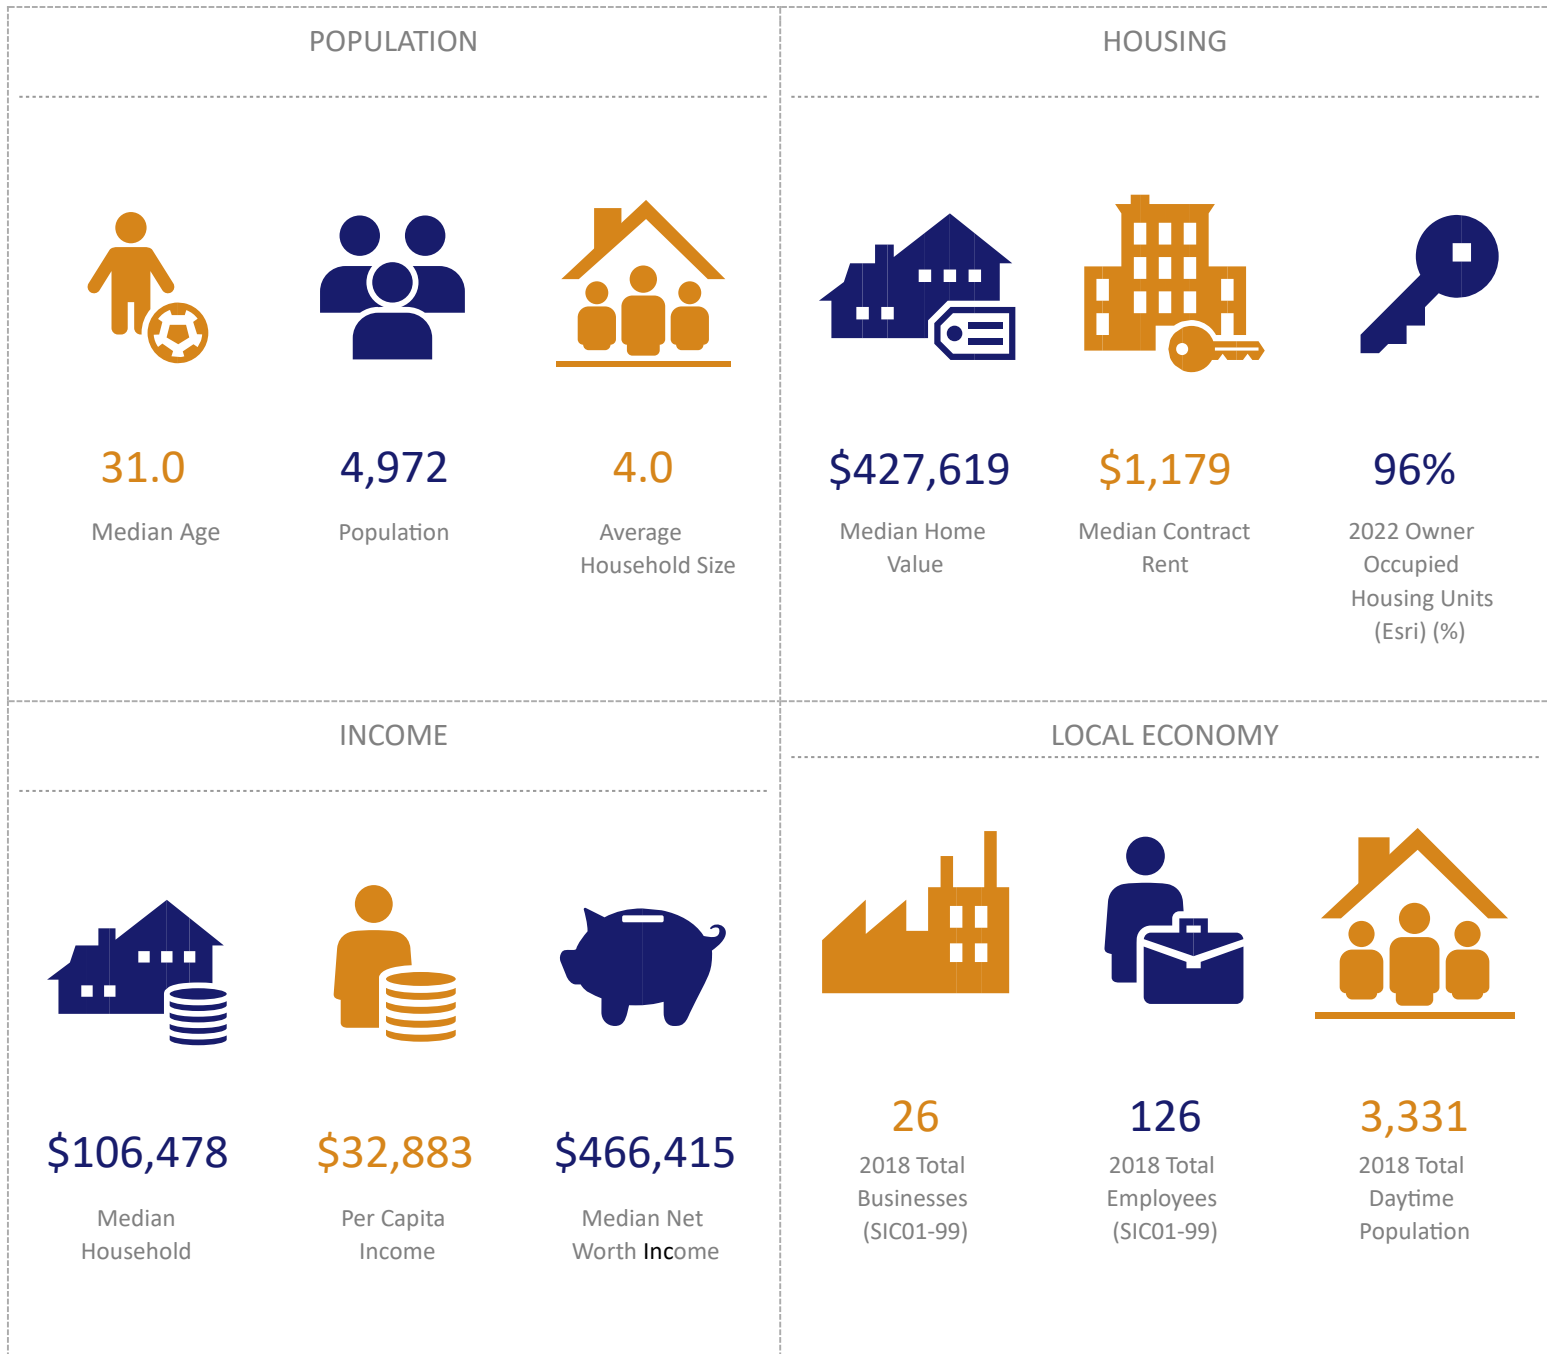 POPULATION
31.0
Median Age
4,972
Population
4.0
Average
Household Size
HOUSING
$427,619
Median Home
Value
$1,179
Median Contract
Rent
96%
2022 Owner
Occupied
Housing Units
(Esri) (%)
INCOME
$106,478
Median
Household
$32,883
Per Capita
Income
$466,415
Median Net
Worth Income
LOCAL ECONOMY
26
2018 Total
Businesses
(SIC01-99)
126
2018 Total
Employees
(SIC01-99)
3,331
2018 Total
Daytime
Population